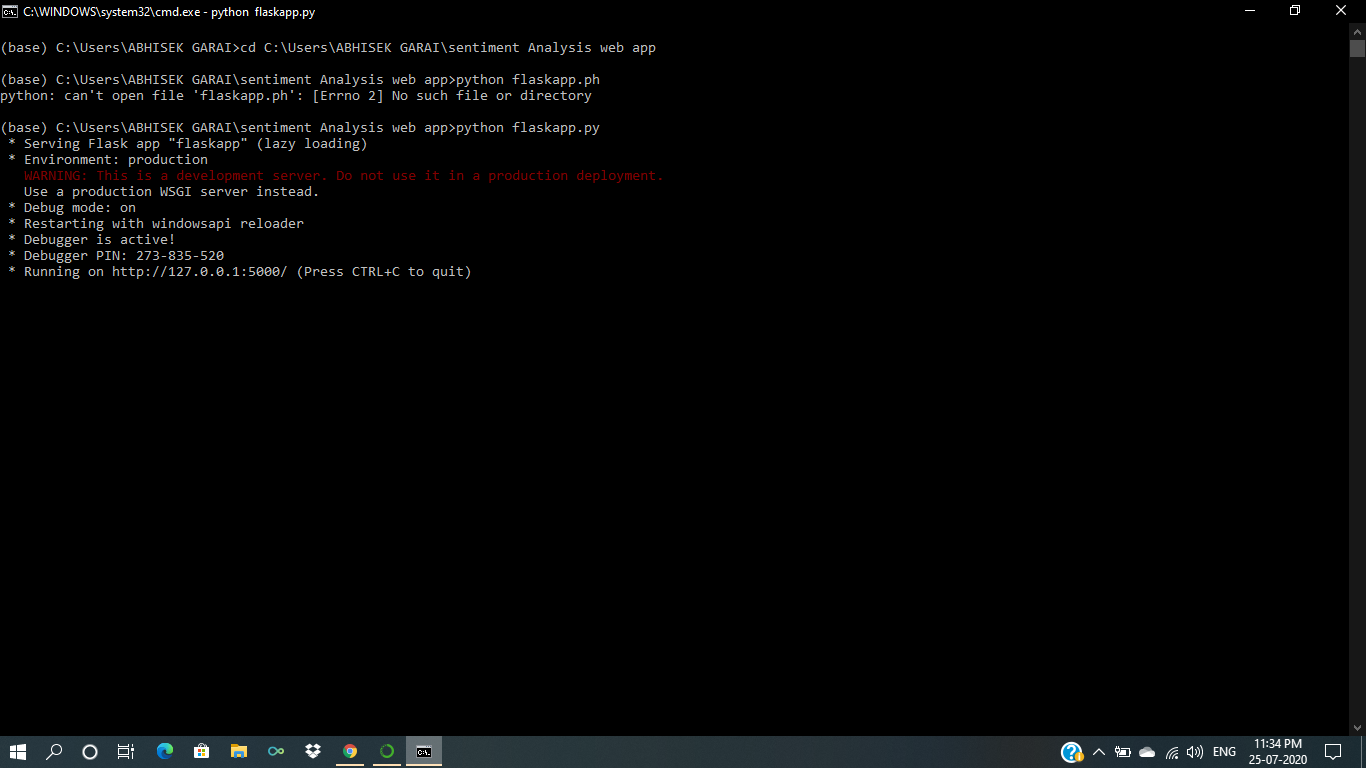 C:\WINDOWS\system32\cmd.exe - python flaskapp.py
(base) C:\Users\ABHISEK GARAI>cd C:\Users\ABHISEK GARAI\sentiment Analysis web app
(base) C:\Users\ABHISEK GARAI\sentiment Analysis web app>python flaskapp.ph
python: can't open file 'flaskapp.ph': [Errno 2] No such file or directory
(base) C:\Users\ABHISEK GARAI\sentiment Analysis web app>python flaskapp.py
 * Serving Flask app "flaskapp" (lazy loading)
 * Environment: production
   WARNING: This is a development server. Do not use it in a production deployment.
   Use a production WSGI server instead.
 * Debug mode: on
 * Restarting with windowsapi reloader
 * Debugger is active!
 * Debugger PIN: 273-835-520
 * Running on http://127.0.0.1:5000/ (Press CTRL+C to quit)
ENG
11:34 PM
25-07-2020